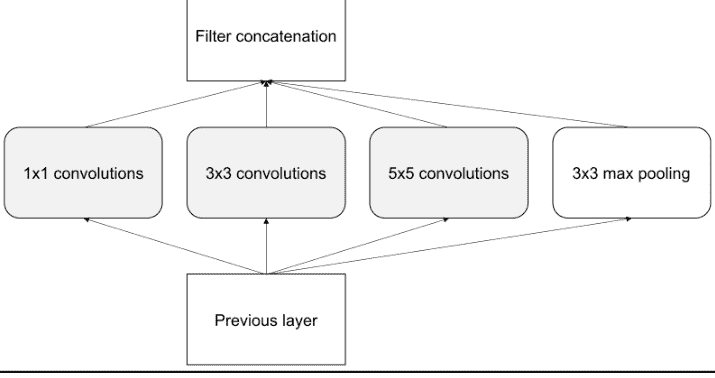 Filter concatenation
1x1 convolutions
3x3 convolutions
5x5 convolutions
3x3 max pooling
Previous layer